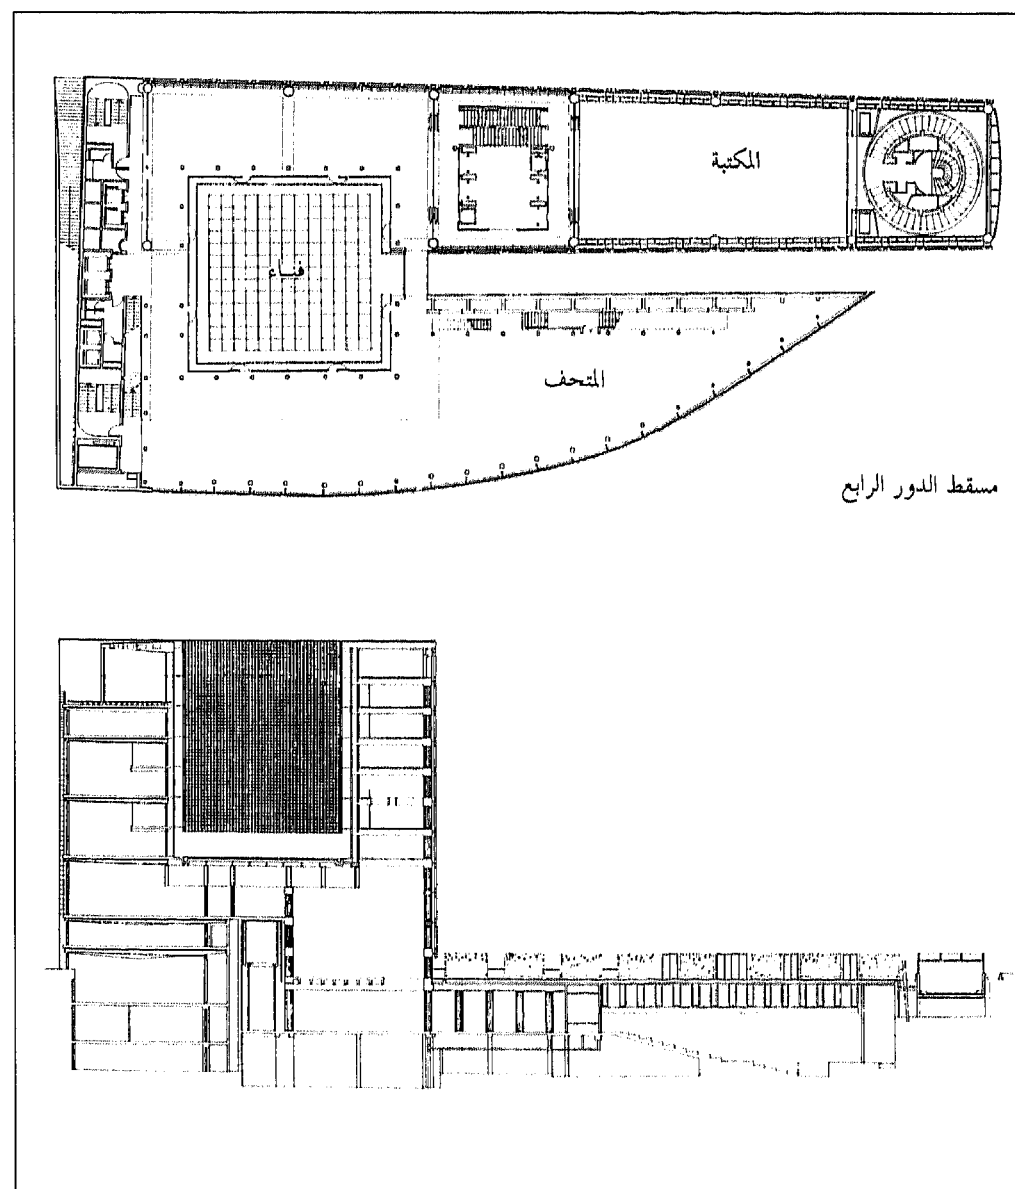 المكتبة
فناء
المتحف
مسقط الدور الرابع